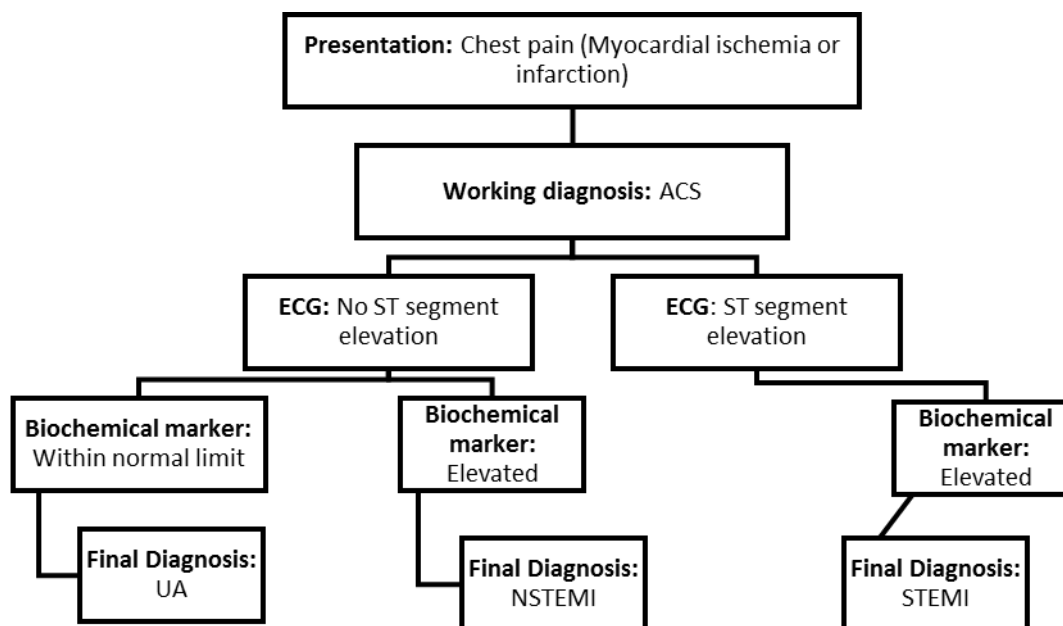 Presentation: Chest pain (Myocardial ischemia or
infarction)
Working diagnosis: ACS
ECG: No ST segment
elevation
ECG: ST segment
elevation
Biochemical marker:
Within normal limit
Biochemical
marker:
Elevated
Biochemical
marker:
Elevated
Final Diagnosis:
UA
Final Diagnosis:
NSTEMI
Final Diagnosis:
STEMI